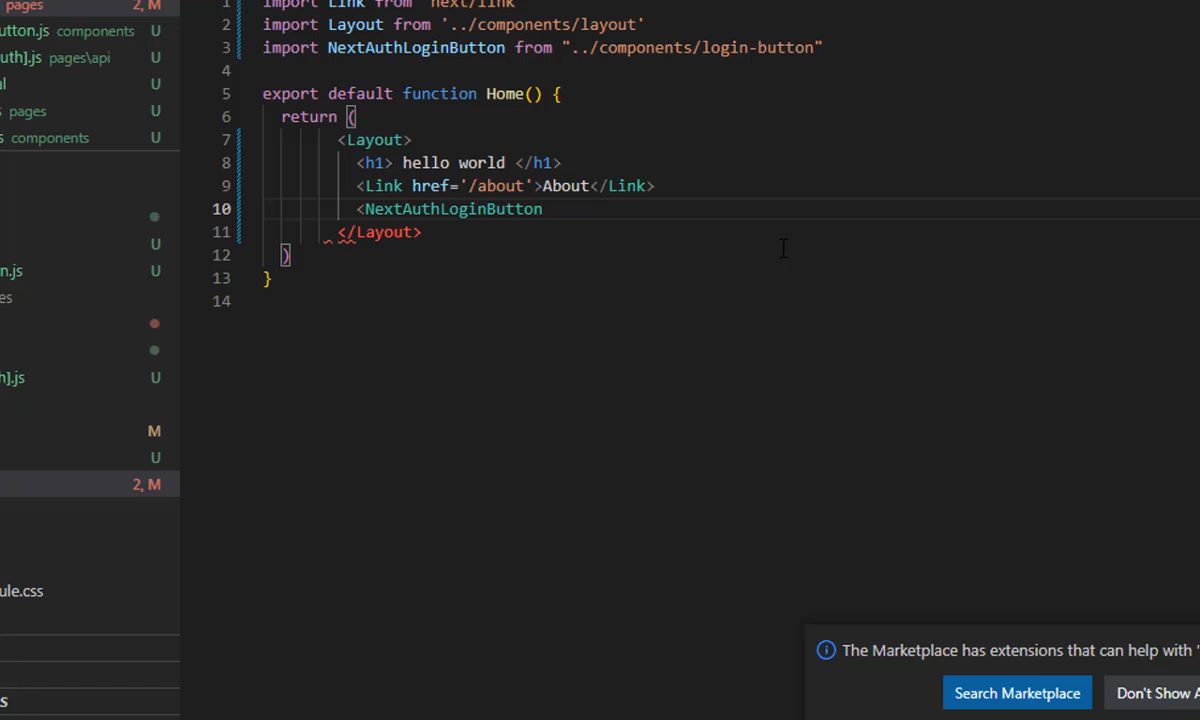 pages 2, M
utton.js components U
uth].js pages\api U
al U
s pages U
s components U
U
n.js U
es
h].js U
M
U
2, M
ule.css
S
1 import Link from 'next/link'
2 import Layout from '../components/layout'
3 import NextAuthLoginButton from "../components/login-button"
4
5 export default function Home() {
6 return (
7 <Layout>
8 <h1> hello world </h1>
9 <Link href='/about'>About</Link>
10 <NextAuthLoginButton
11 </Layout>
12 )
13 }
14
The Marketplace has extensions that can help with '
Search Marketplace Don't Show A